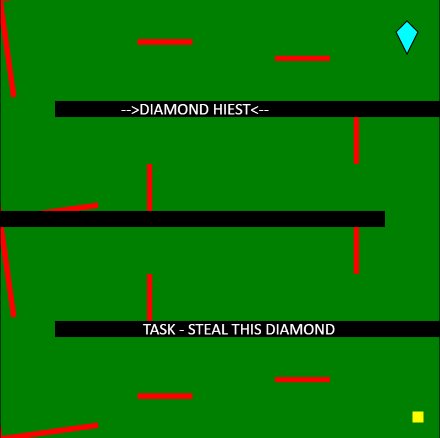 -->DIAMOND HIEST<--
TASK - STEAL THIS DIAMOND